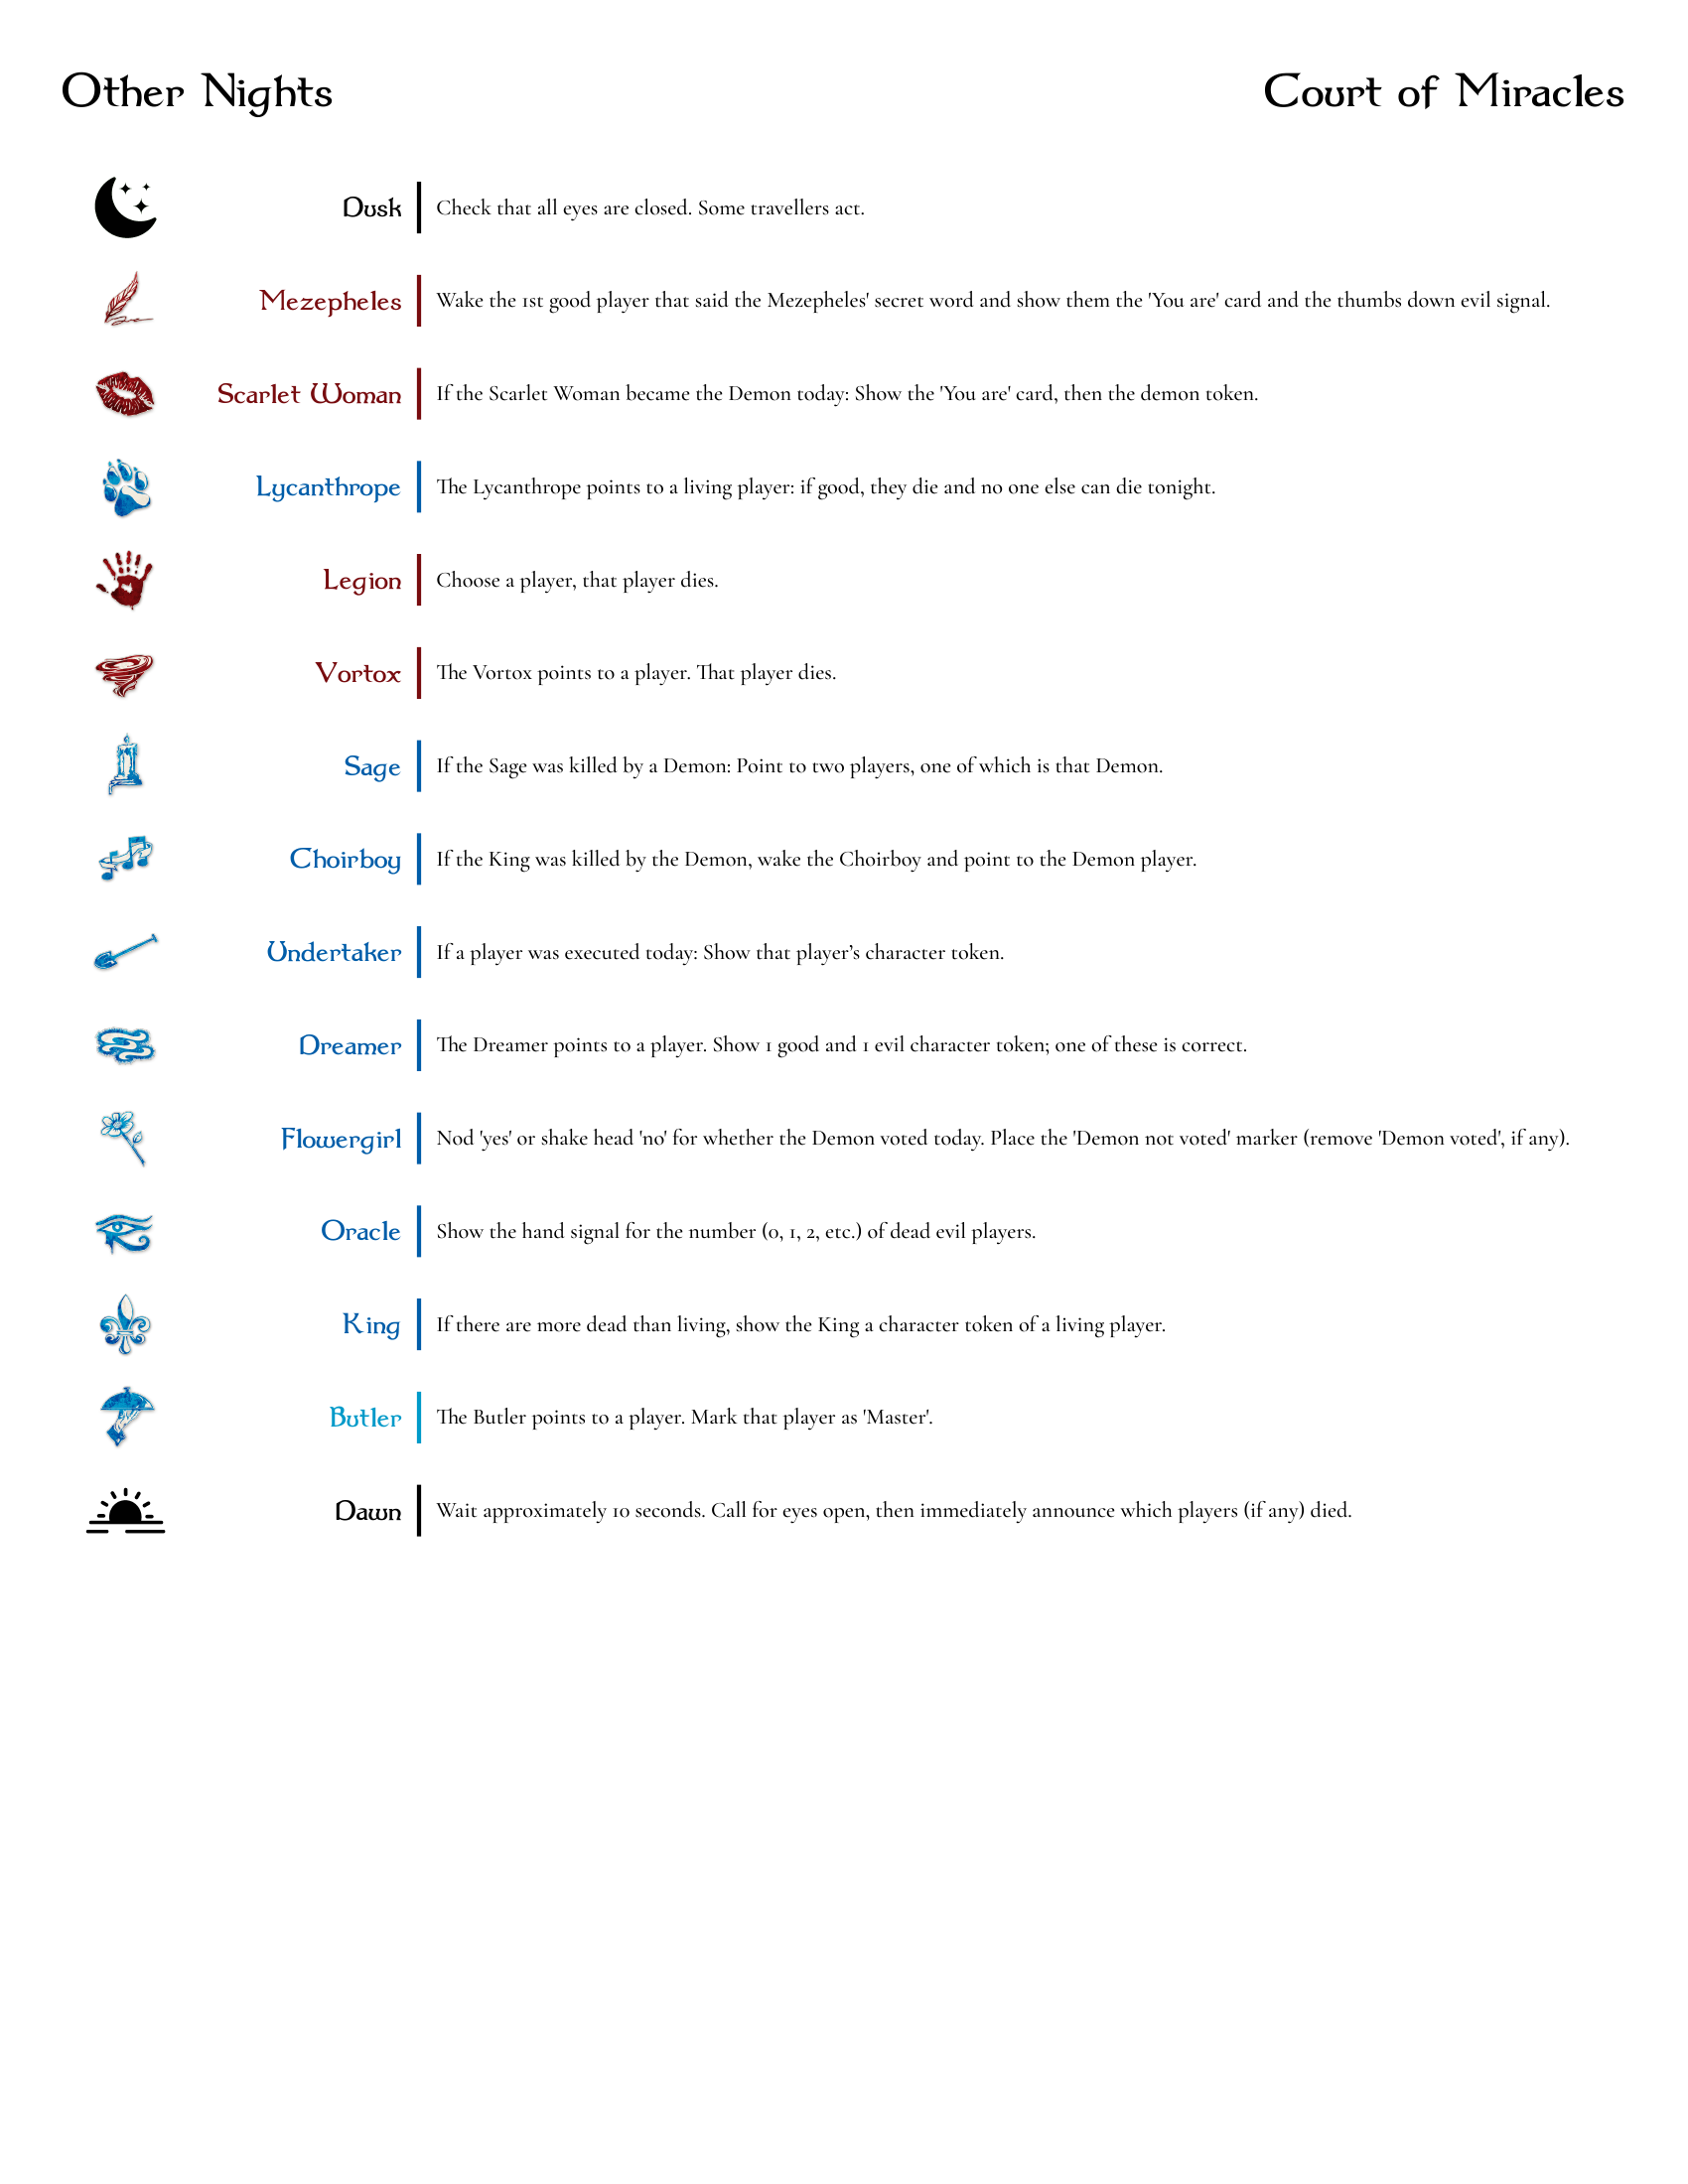 Other Nights
Court of Miracles
Dusk
Check that all eyes are closed. Some travellers act.
Mezepheles
Wake the 1st good player that said the Mezepheles' secret word and show them the 'You are' card and the thumbs down evil signal.
Scarlet Woman
If the Scarlet Woman became the Demon today: Show the 'You are' card, then the demon token.
Lycanthrope
The Lycanthrope points to a living player: if good, they die and no one else can die tonight.
Legion
Choose a player, that player dies.
Vortox
The Vortox points to a player. That player dies.
Sage
If the Sage was killed by a Demon: Point to two players, one of which is that Demon.
Choirboy
If the King was killed by the Demon, wake the Choirboy and point to the Demon player.
Undertaker
If a player was executed today: Show that player’s character token.
Dreamer
The Dreamer points to a player. Show 1 good and 1 evil character token; one of these is correct.
Flowergirl
Nod 'yes' or shake head 'no' for whether the Demon voted today. Place the 'Demon not voted' marker (remove 'Demon voted', if any).
Oracle
Show the hand signal for the number (0, 1, 2, etc.) of dead evil players.
King
If there are more dead than living, show the King a character token of a living player.
Butler
The Butler points to a player. Mark that player as 'Master'.
Dawn
Wait approximately 10 seconds. Call for eyes open, then immediately announce which players (if any) died.